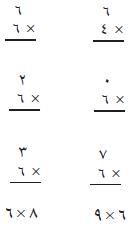 ٦ ٦
× ٤ × ٦
٠ ٢
× ٦ × ٦
٧ ٣
× ٦ × ٦
٦ × ٩ ٨ × ٦